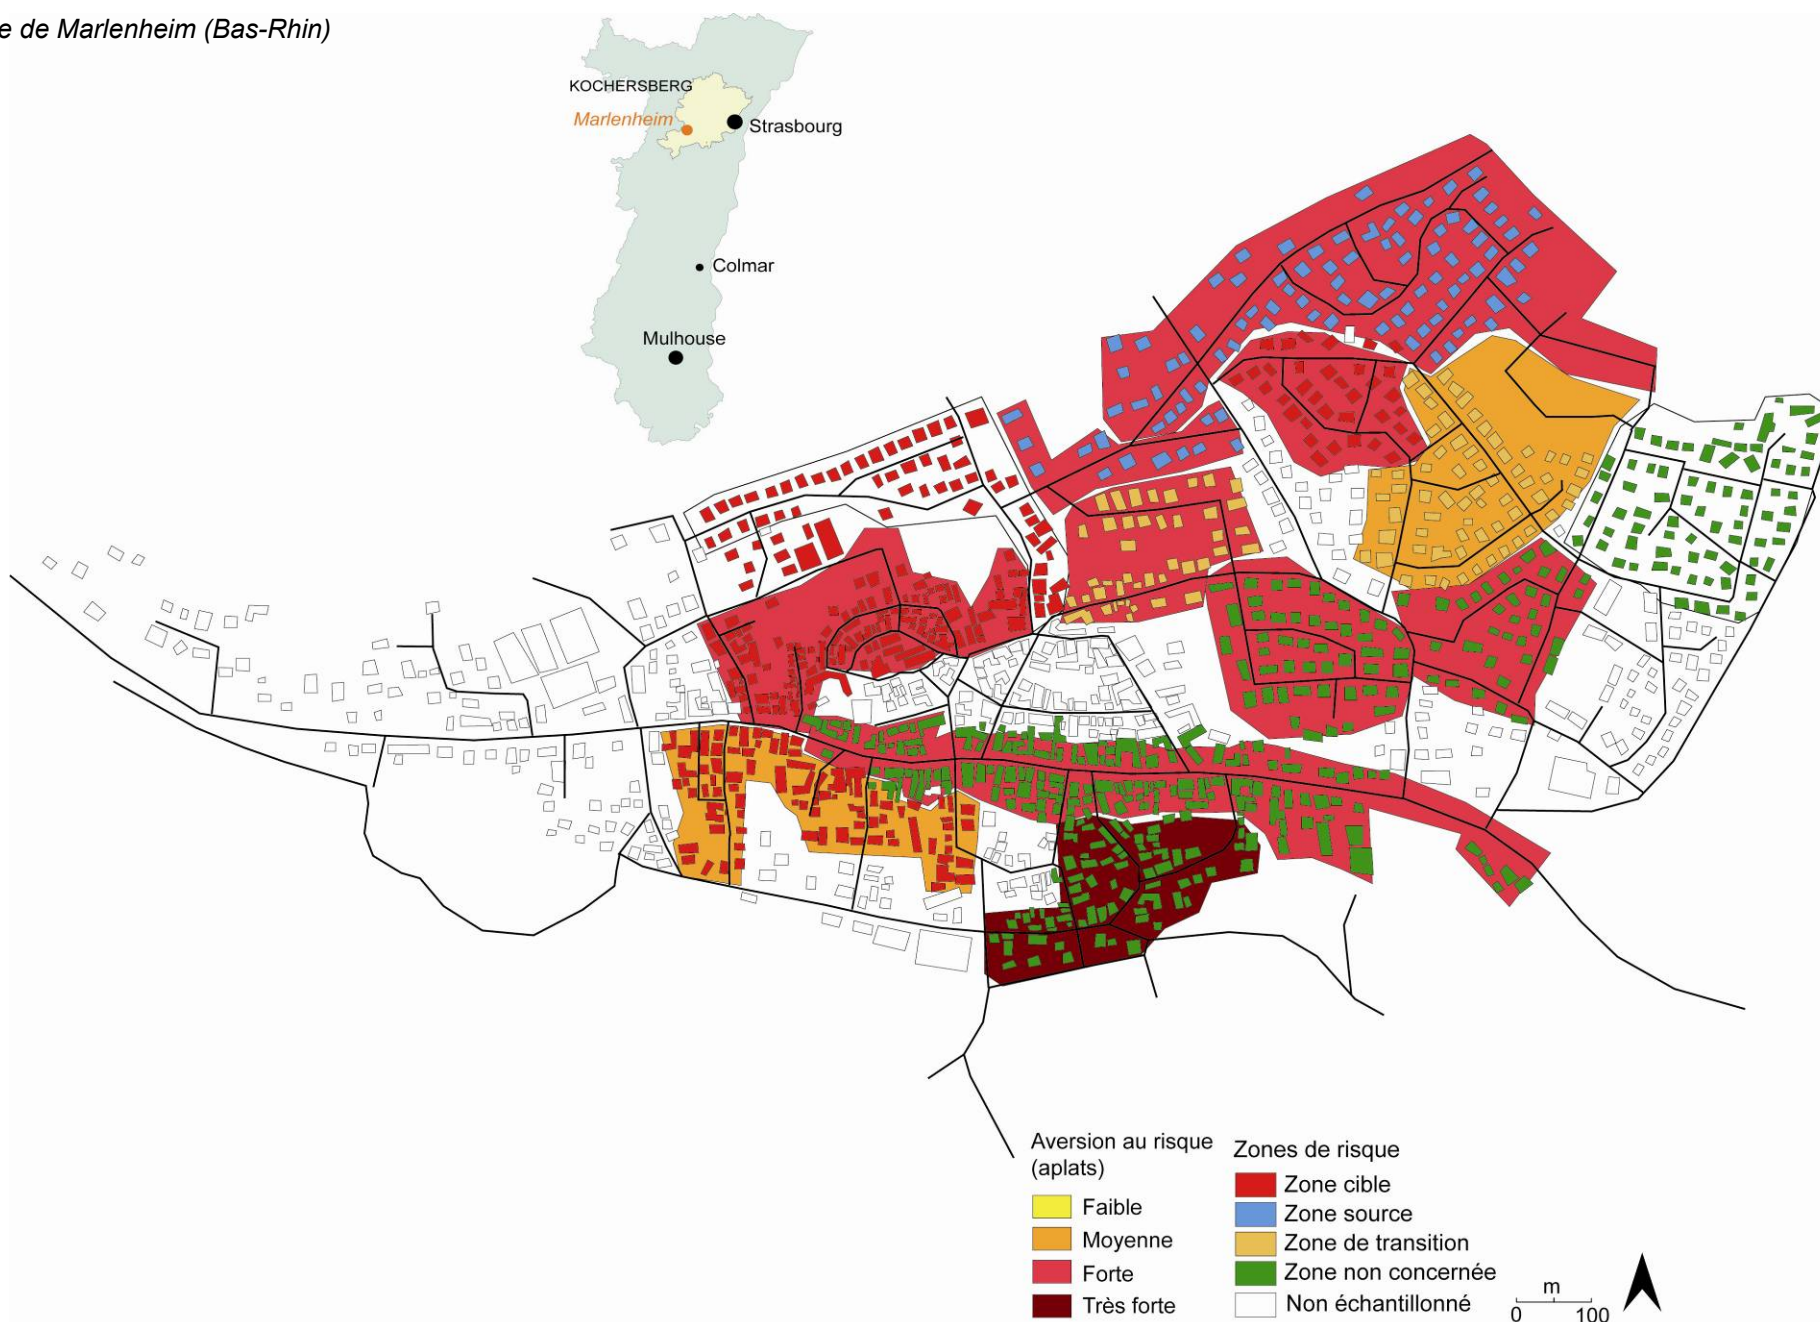 e de Marlenheim (Bas-Rhin)
KOCHERSBERG
Marlenheim
Strasbourg
Colmar
Mulhouse
Aversion au risque
(aplats)
Faible
Moyenne
Forte
Très forte
Zones de risque
Zone cible
Zone source
Zone de transition
Zone non concernée
Non échantillonné
m
0 100